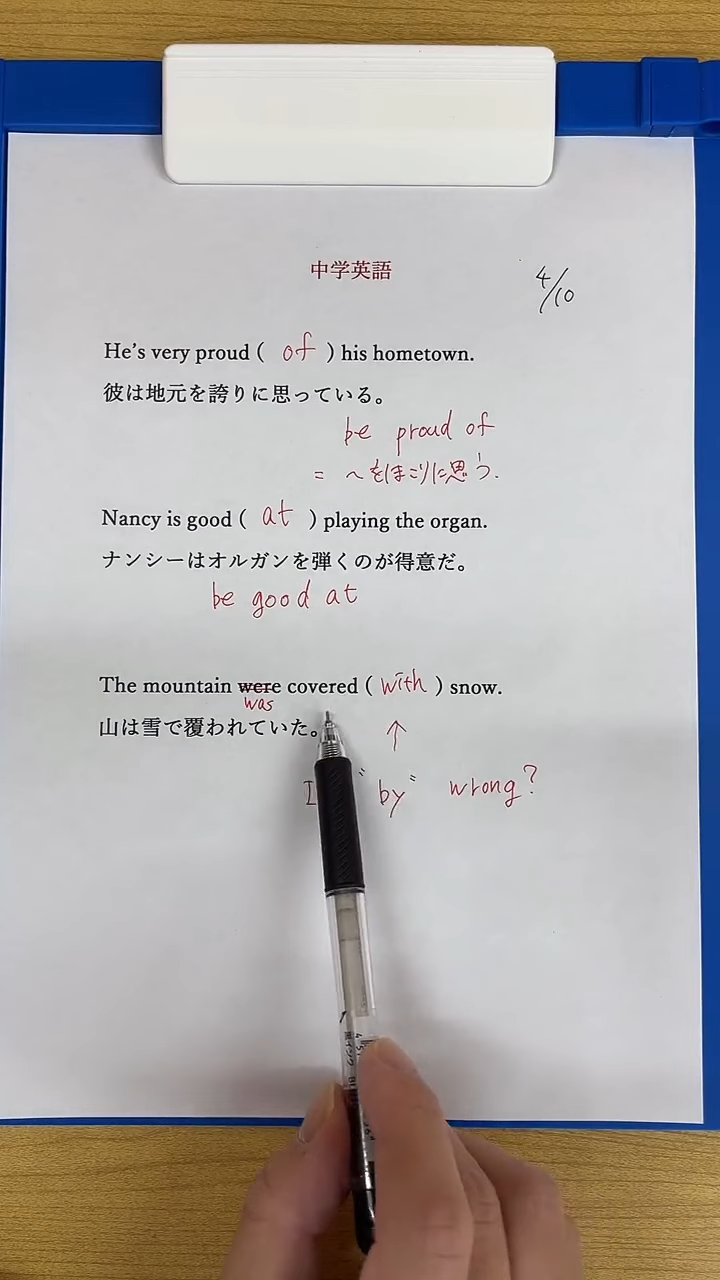 中学英語
4/10
He's very proud ( of ) his hometown.
彼は地元を誇りに思っている。
be proud of
= ～をほこりに思う.
Nancy is good ( at ) playing the organ.
ナンシーはオルガンを弾くのが得意だ。
be good at
The mountain were covered ( with ) snow.
was
山は雪で覆われていた。
↑
"by" wrong?